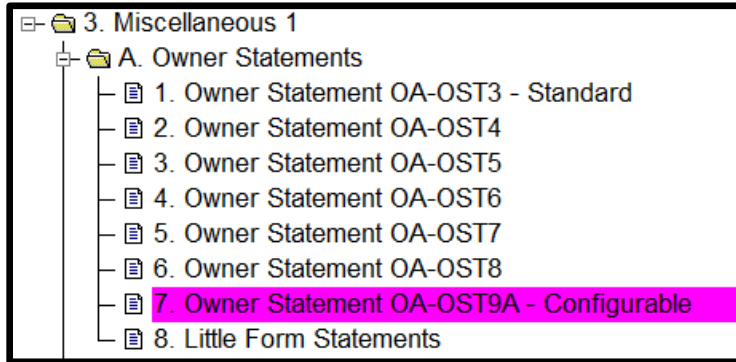 3. Miscellaneous 1
A. Owner Statements
1. Owner Statement OA-OST3 - Standard
2. Owner Statement OA-OST4
3. Owner Statement OA-OST5
4. Owner Statement OA-OST6
5. Owner Statement OA-OST7
6. Owner Statement OA-OST8
7. Owner Statement OA-OST9A - Configurable
8. Little Form Statements